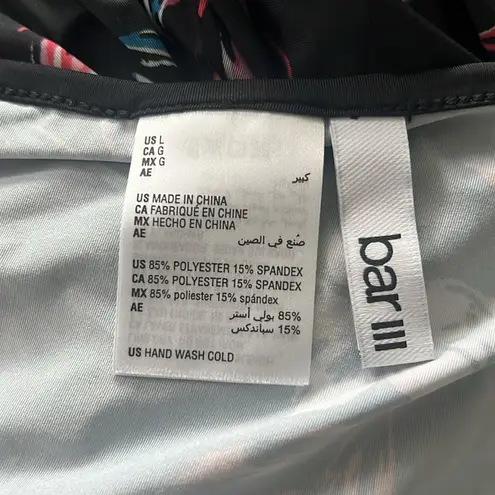 US L
CA G
MX G
AE
كبير
US MADE IN CHINA
CA FABRIQUÉ EN CHINE
MX HECHO EN CHINA
AE
صُنع في الصين
US 85% POLYESTER 15% SPANDEX
CA 85% POLYESTER 15% SPANDEX
MX 85% poliester 15% spándex
AE
85% بولي أستر
15% سباندكس
US HAND WASH COLD
bar III